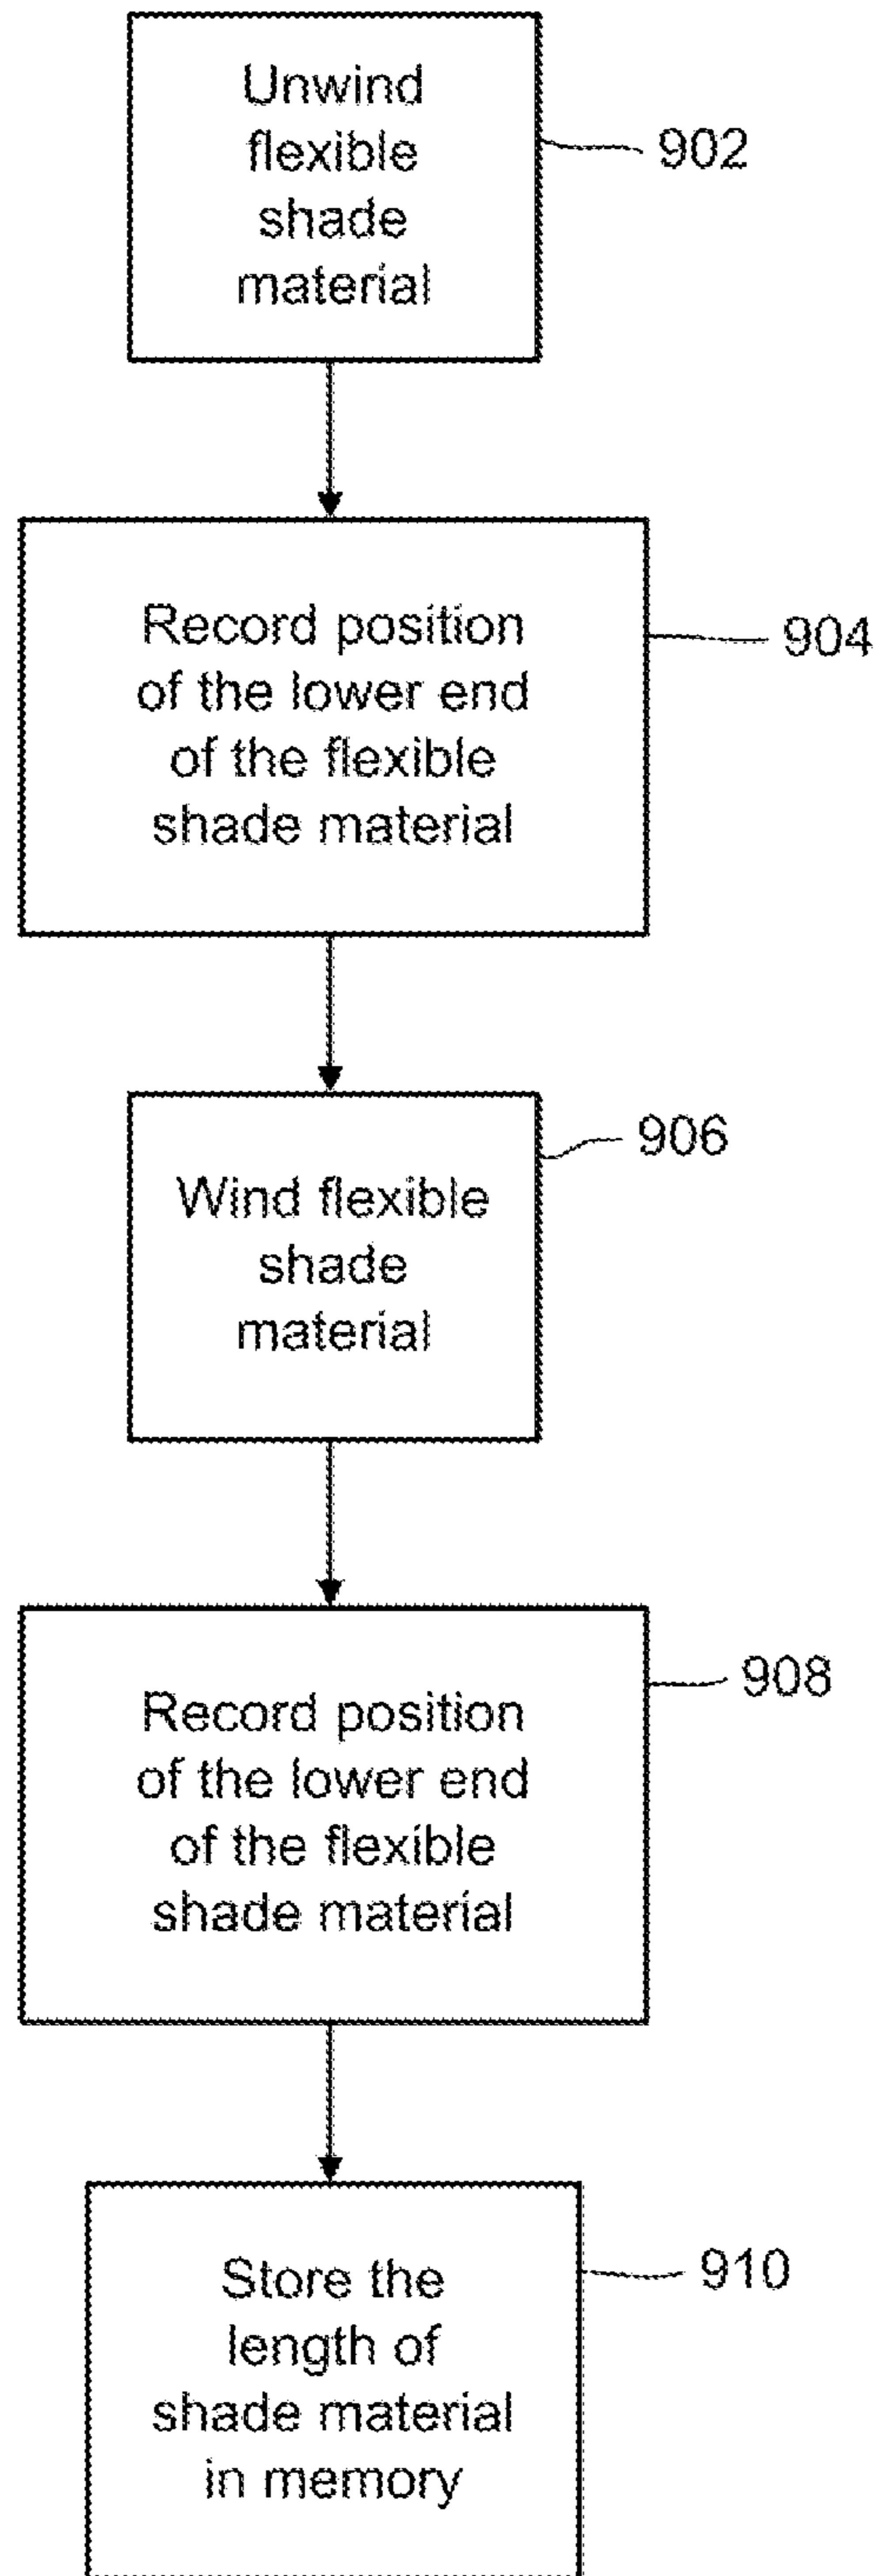 Unwind
flexible
shade
material
902
Record position
of the lower end
of the flexible
shade material
904
Wind flexible
shade
material
906
Record position
of the lower end
of the flexible
shade material
908
Store the
length of
shade material
in memory
910